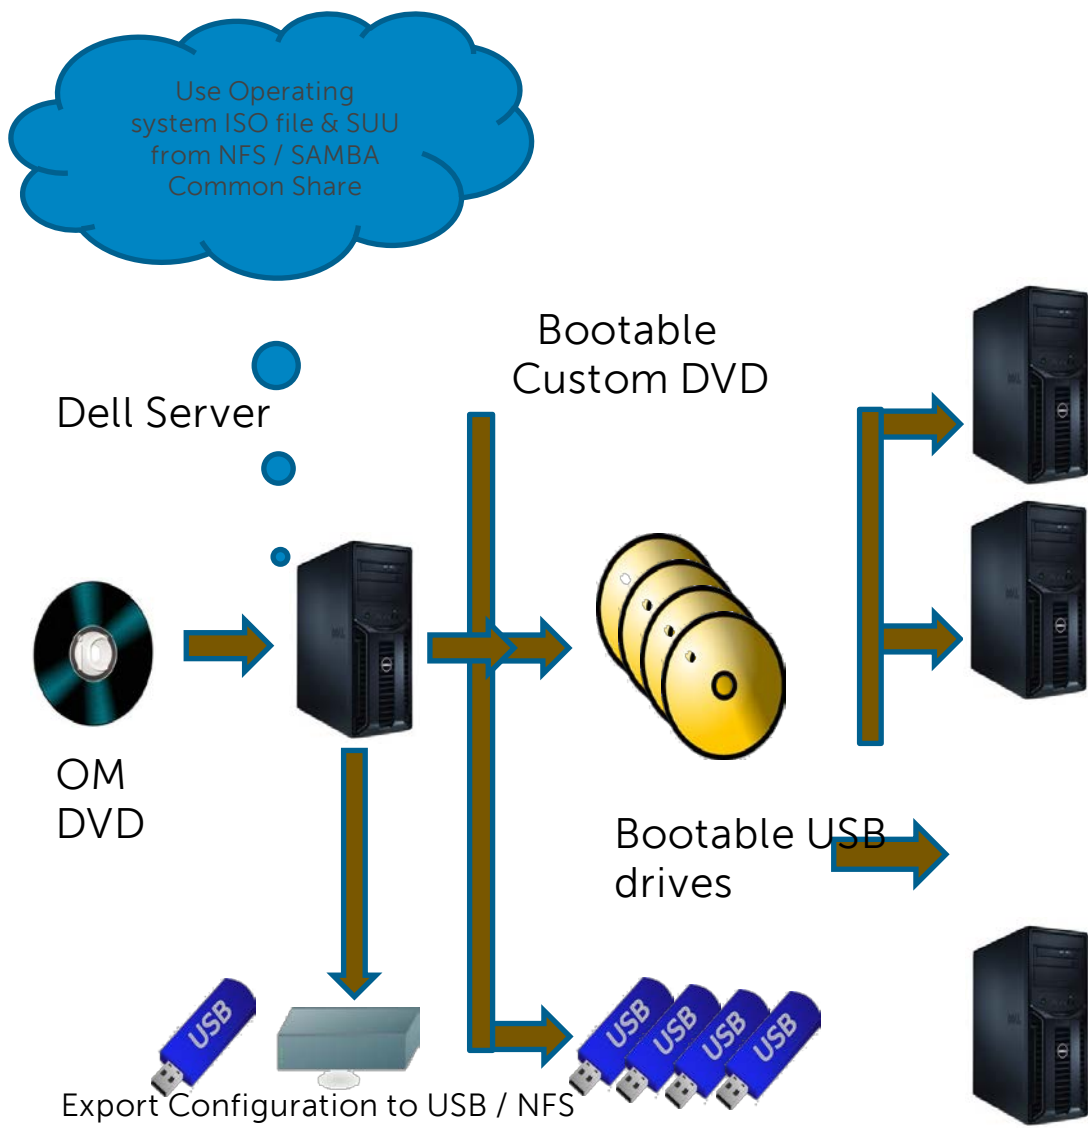 Use Operating
system ISO file & SUU
from NFS / SAMBA
Common Share
Bootable
Custom DVD
Dell Server
OM
DVD
Bootable USB
drives
USB
USB
USB
USB
USB
Export Configuration to USB / NFS